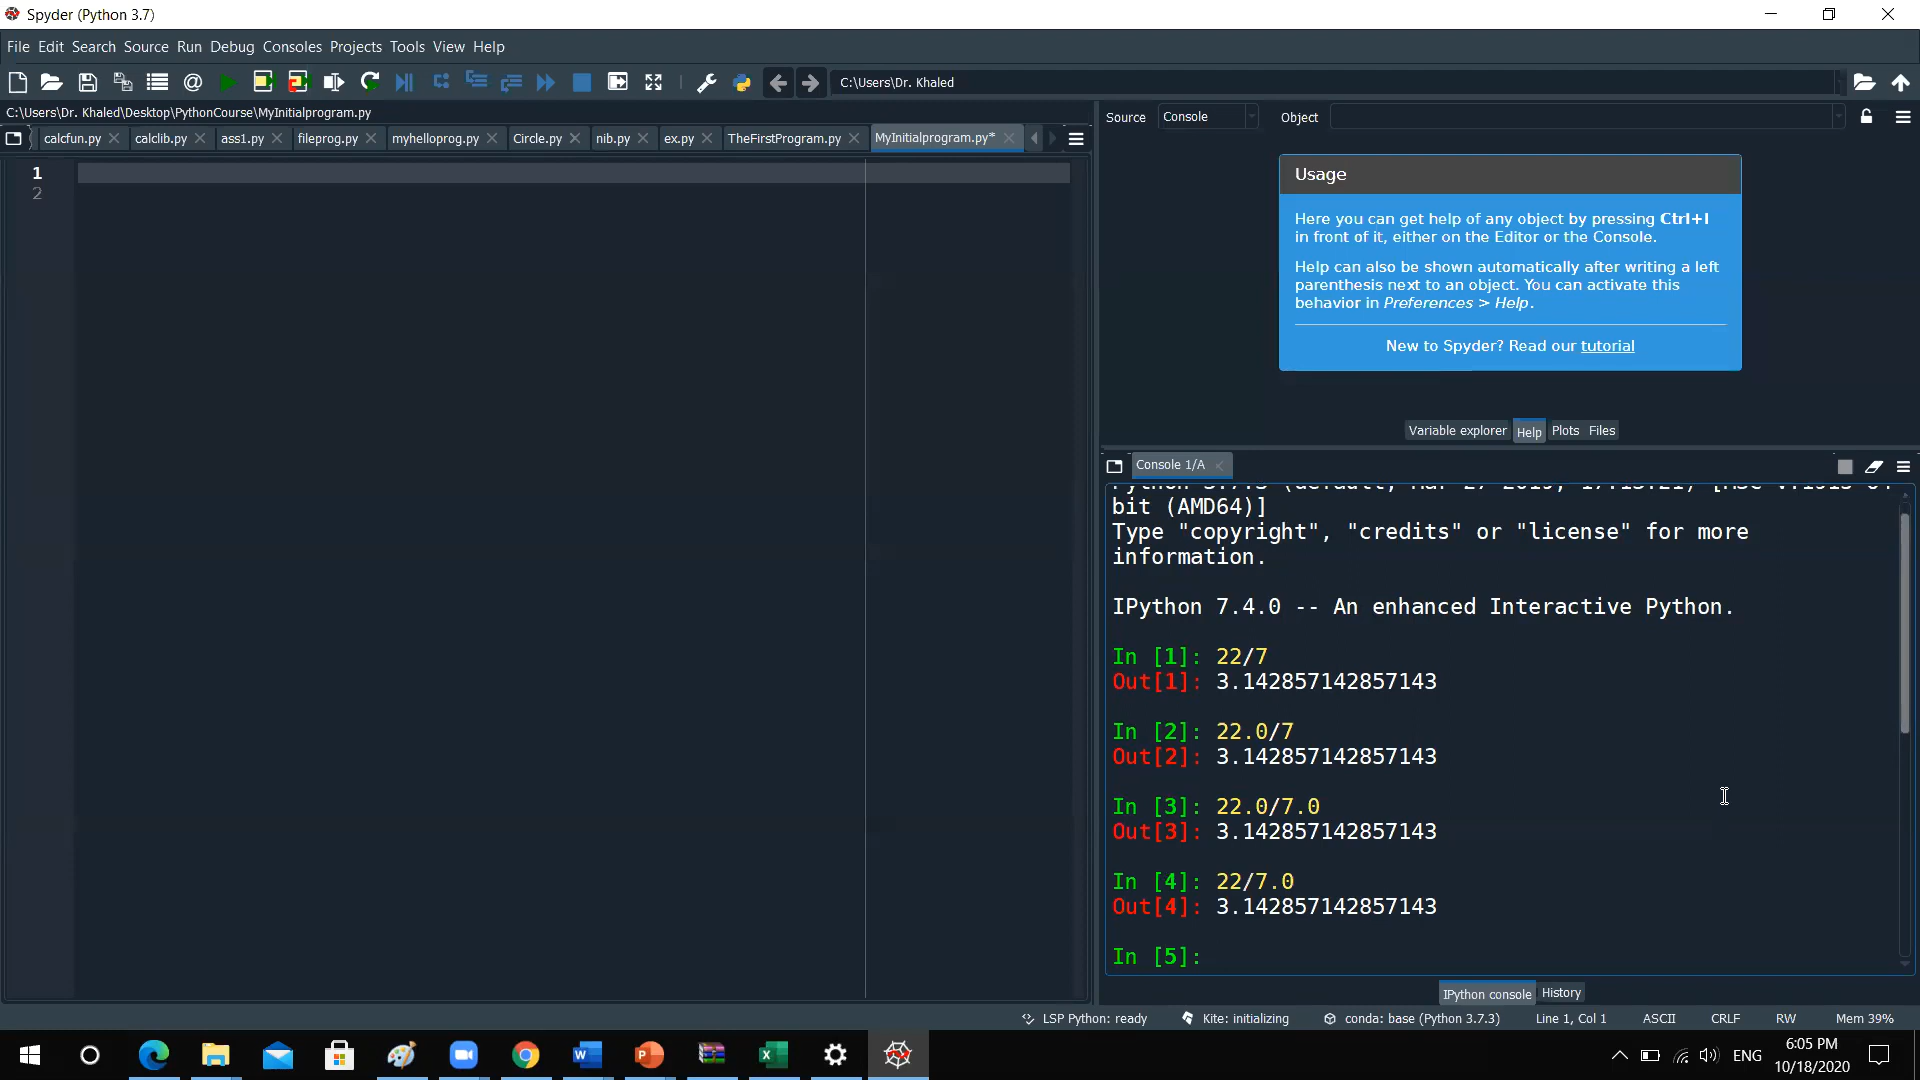 Spyder (Python 3.7)
File Edit Search Source Run Debug Consoles Projects Tools View Help
C:\Users\Dr. Khaled
C:\Users\Dr. Khaled\Desktop\PythonCourse\MyInitialprogram.py
calcfun.py calclib.py ass1.py fileprog.py myhelloprog.py Circle.py nib.py ex.py TheFirstProgram.py MyInitialprogram.py*
1
2
Source Console Object
Usage
Here you can get help of any object by pressing Ctrl+I
in front of it, either on the Editor or the Console.
Help can also be shown automatically after writing a left
parenthesis next to an object. You can activate this
behavior in Preferences > Help.
New to Spyder? Read our tutorial
Variable explorer Help Plots Files
Console 1/A
bit (AMD64)]
Type "copyright", "credits" or "license" for more
information.
IPython 7.4.0 -- An enhanced Interactive Python.
In [1]: 22/7
Out[1]: 3.142857142857143
In [2]: 22.0/7
Out[2]: 3.142857142857143
In [3]: 22.0/7.0
Out[3]: 3.142857142857143
In [4]: 22/7.0
Out[4]: 3.142857142857143
In [5]:
IPython console History
LSP Python: ready Kite: initializing conda: base (Python 3.7.3) Line 1, Col 1 ASCII CRLF RW Mem 39%
ENG
6:05 PM
10/18/2020